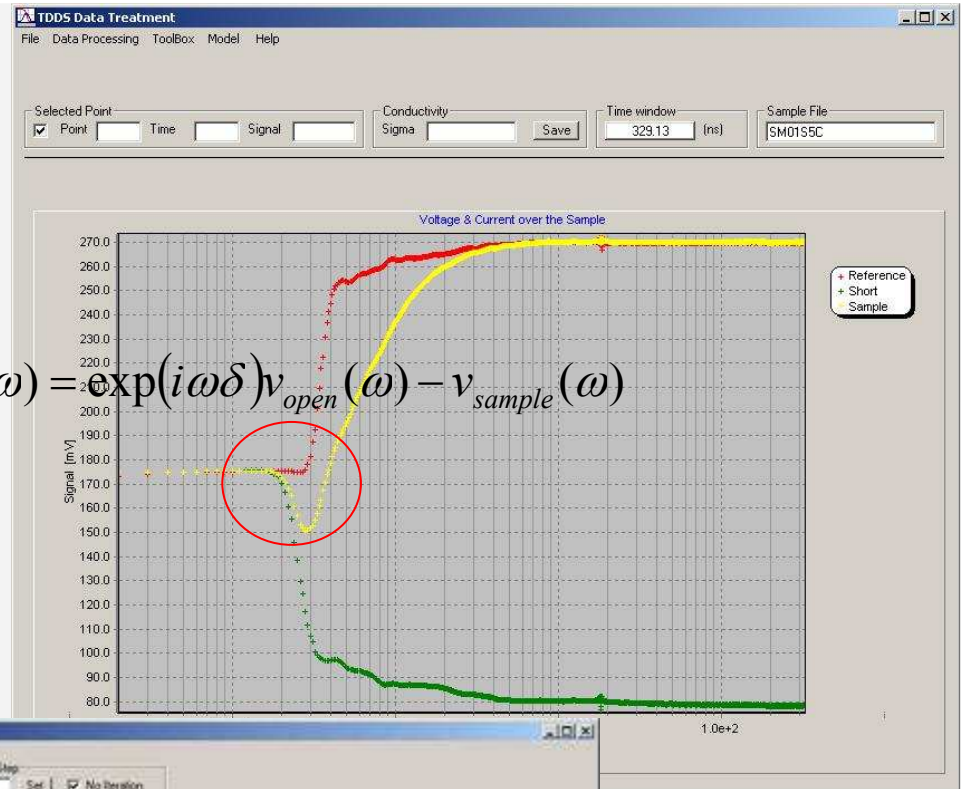 TDDS Data Treatment
File Data Processing ToolBox Model Help
Selected Point
Point Time Signal
Conductivity
Sigma Save
Time window
329.13 (ns)
Sample File
SM01S5C
Voltage & Current over the Sample
270.0
260.0
250.0
240.0
230.0
220.0
ω) = exp(iωδ)v_open(ω) − v_sample(ω)
200.0
190.0
180.0
170.0
160.0
150.0
140.0
130.0
120.0
110.0
100.0
90.0
80.0
Signal [mV]
Reference
Short
Sample
1.0e+2
Set No Iteration